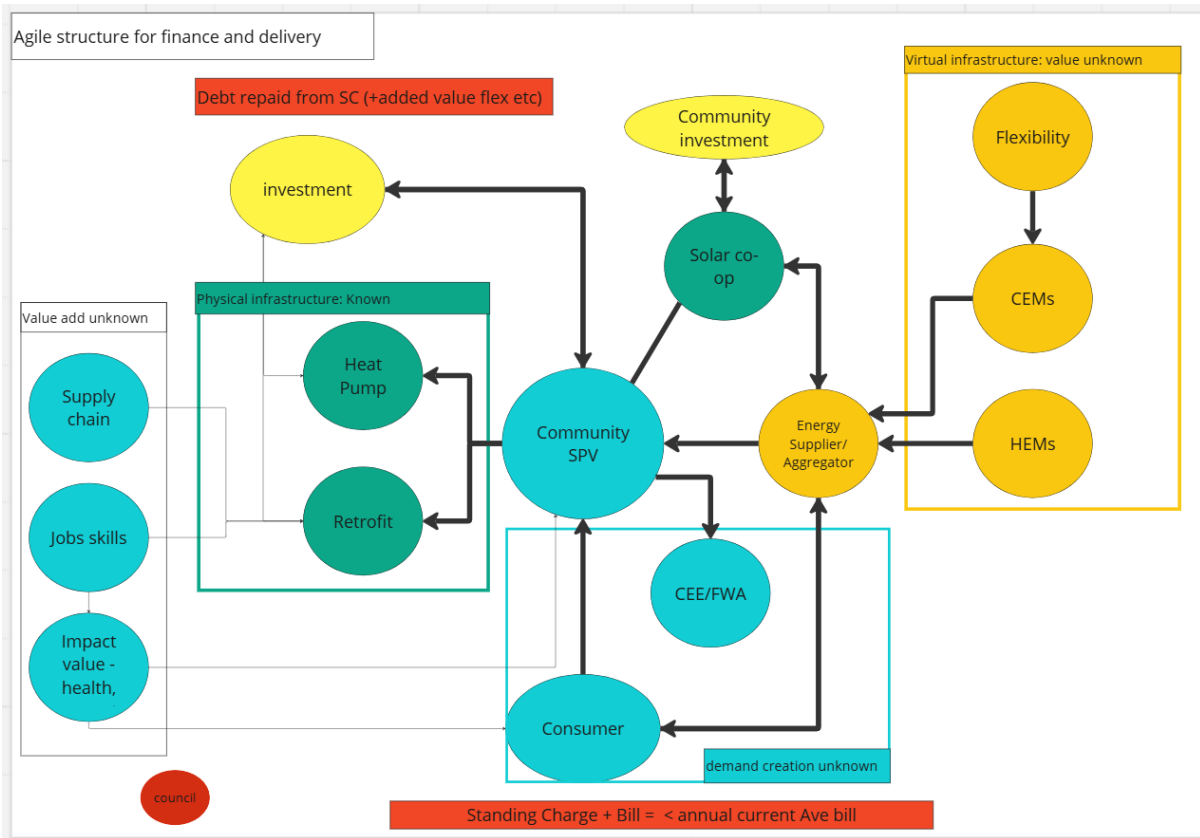 Agile structure for finance and delivery
Virtual infrastructure: value unknown
Debt repaid from SC (+added value flex etc)
Community
investment
Flexibility
investment
Solar co-
op
Physical infrastructure: Known
CEMs
Value add unknown
Heat
Pump
Supply
chain
Community
SPV
Energy
Supplier/
Aggregator
HEMs
Retrofit
Jobs skills
CEE/FWA
Impact
value -
health,
Consumer
demand creation unknown
council
Standing Charge + Bill = < annual current Ave bill